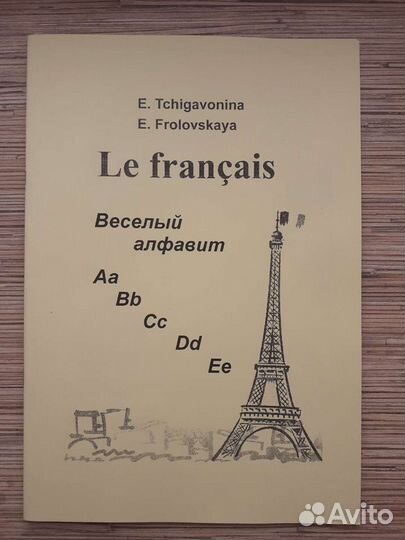 E. Tchigavonina
E. Frolovskaya
Le français
Веселый
алфавит
Aa
Bb
Cc
Dd
Ee
Avito